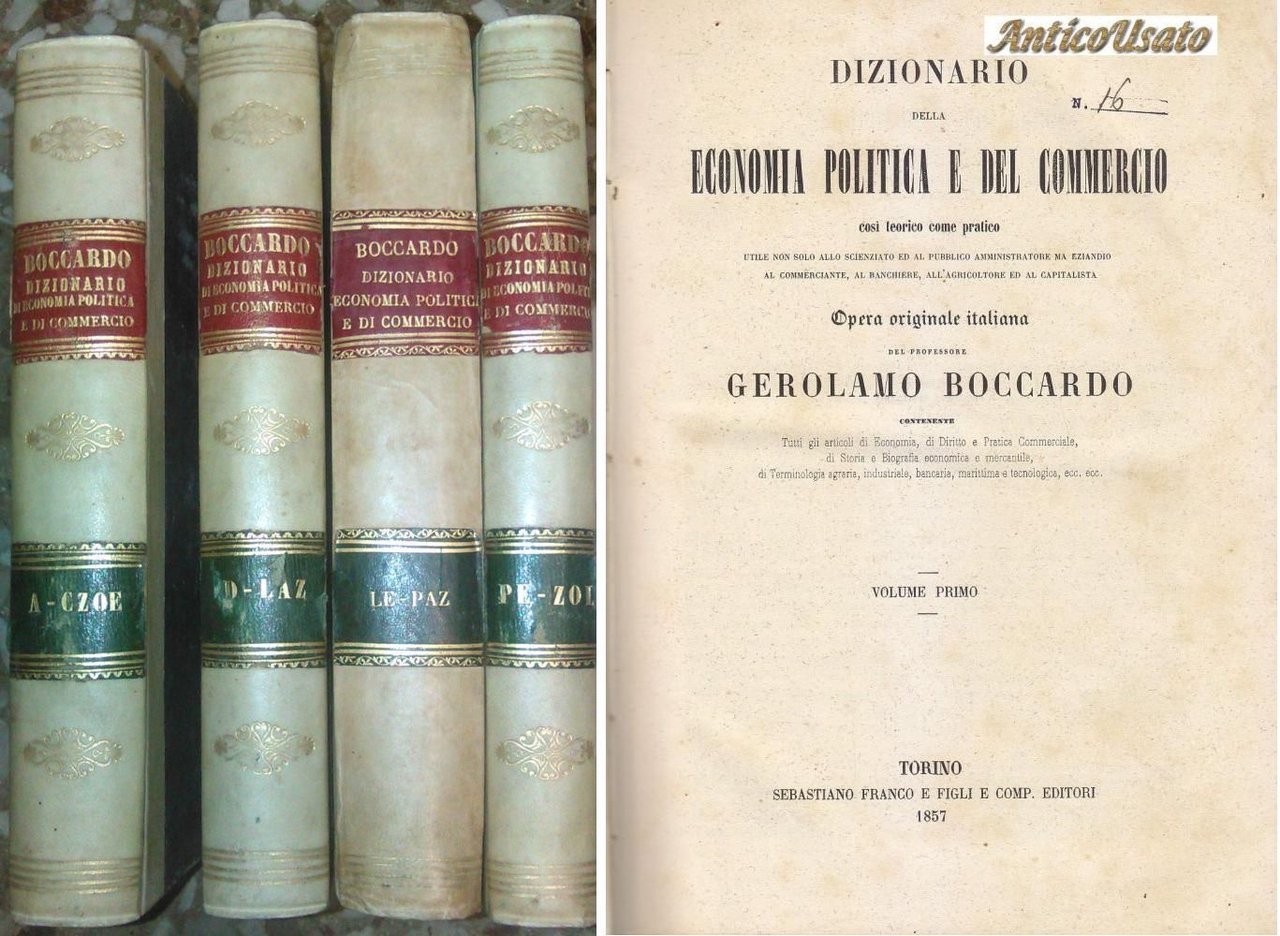 BOCCARDO
DIZIONARIO
DI ECONOMIA POLITICA
E DI COMMERCIO
A-CZOE
BOCCARDO
DIZIONARIO
DI ECONOMIA POLITICA
E DI COMMERCIO
D-LAZ
BOCCARDO
DIZIONARIO
ECONOMIA POLITIC
E DI COMMERCIO
LE-PAZ
BOCCARDO
DIZIONARIO
DI ECONOMIA POLIT
E DI COMMERCIO
PE-ZOL
AnticoUsato
DIZIONARIO
N. 16
DELLA
ECONOMIA POLITICA E DEL COMMERCIO
così teorico come pratico
UTILE NON SOLO ALLO SCIENZIATO ED AL PUBBLICO AMMINISTRATORE MA EZIANDIO
AL COMMERCIANTE, AL BANCHIERE, ALL'AGRICOLTORE ED AL CAPITALISTA
Opera originale italiana
DEL PROFESSORE
GEROLAMO BOCCARDO
CONTENENTE
Tutti gli articoli di Economia, di Diritto e Pratica Commerciale,
di Storia e Biografia economica e mercantile,
di Terminologia agraria, industriale, bancaria, marittima e tecnologica, ecc. ecc.
VOLUME PRIMO
TORINO
SEBASTIANO FRANCO E FIGLI E COMP. EDITORI
1857